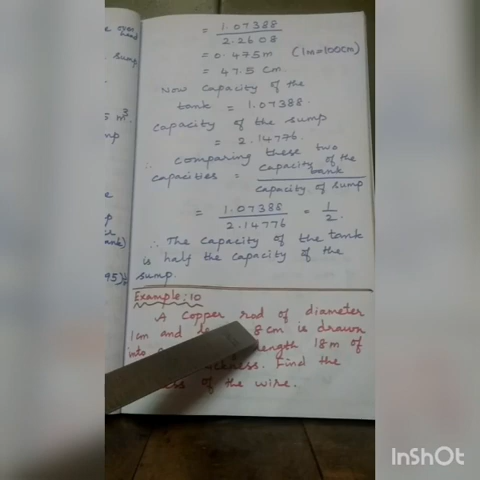 = 1.07388
2.2608
= 0.475m (1m=100cm)
= 47.5 cm.
Now capacity of the
tank = 1.07388.
capacity of the sump
= 2.14776.
∴ comparing these two
capacities = capacity of the tank
capacity of sump
= 1.07388 = 1
2.14776 2.
∴ The capacity of the tank
is half the capacity of the
sump.
Example: 10
A copper rod of diameter
1cm and 8cm is drawn
into length 18m of
Find the
of the wire.
sump
m³
InShOt